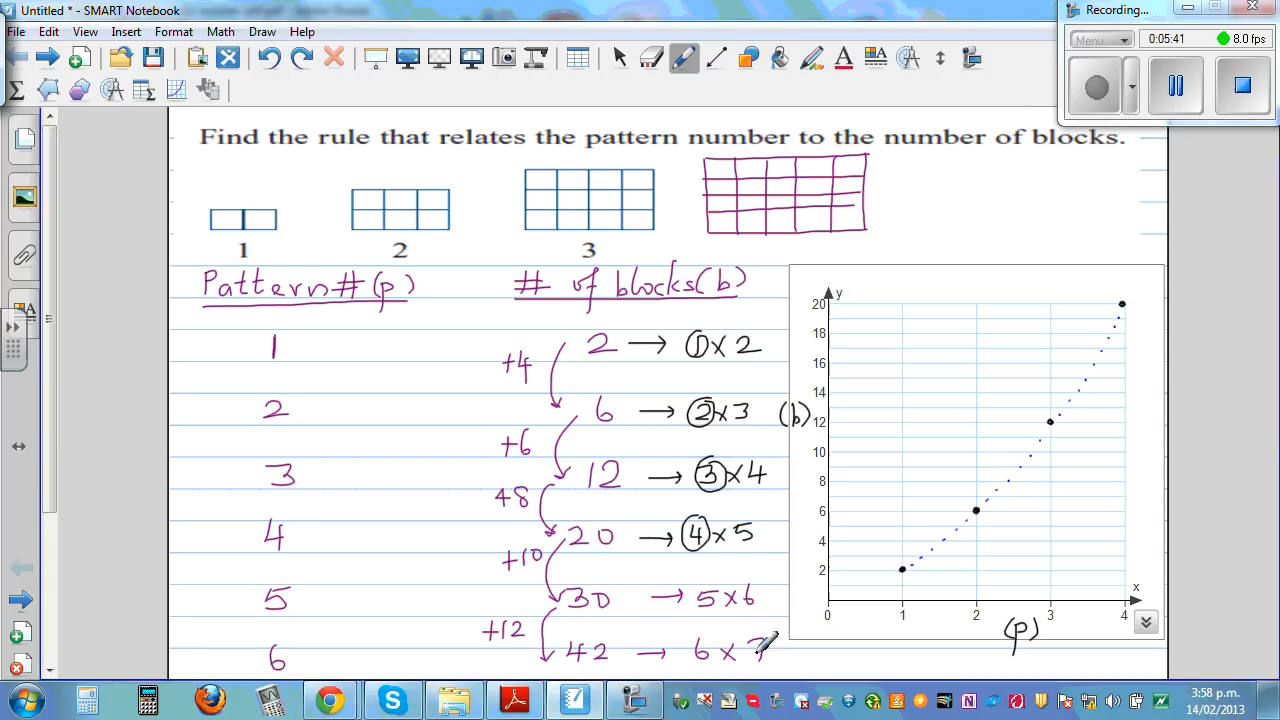 Untitled * - SMART Notebook
File Edit View Insert Format Math Draw Help
Recording...
Menu 0:05:41 8.0 fps
Find the rule that relates the pattern number to the number of blocks.
1 2 3
Pattern # (p) # of blocks (b)
1 2 → ① × 2
+4
2 6 → ② × 3
+6
3 12 → ③ × 4
+8
4 20 → ④ × 5
+10
5 30 → 5 × 6
+12
6 42 → 6 × 7
y
20
18
16
14
(b) 12
10
8
6
4
2
x
0 1 2 3 4
(p)
3:58 p.m.
14/02/2013